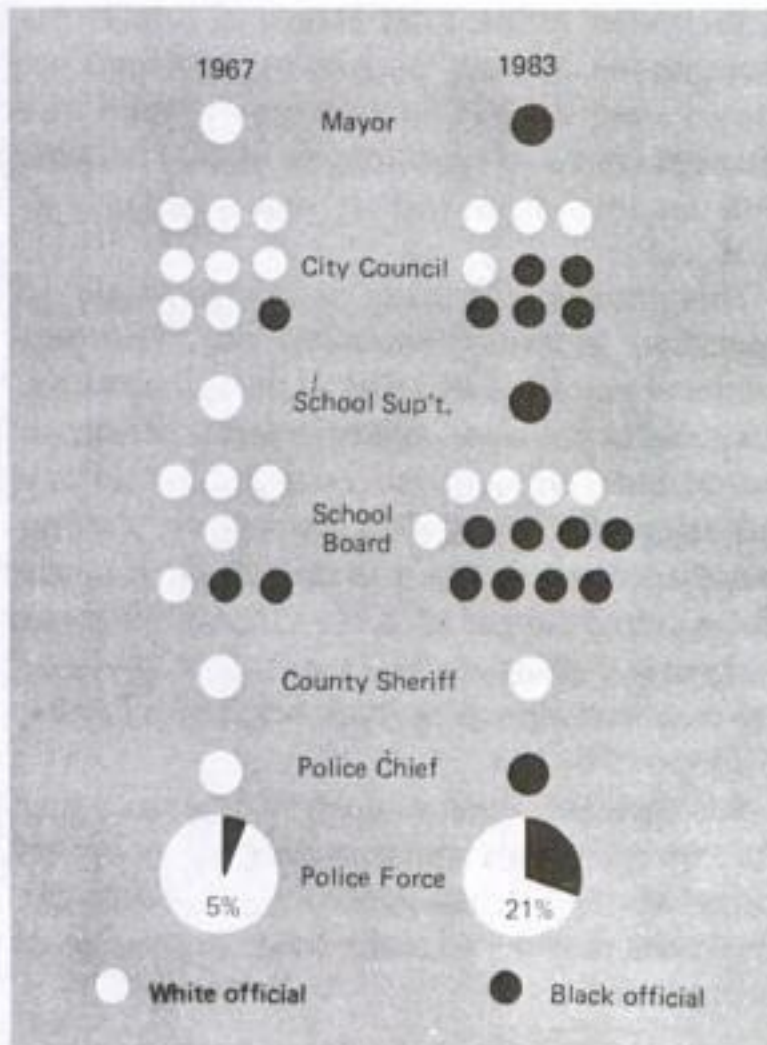 1967 1983
Mayor
City Council
School Sup't.
School
Board
County Sheriff
Police Chief
Police Force
5% 21%
White official Black official